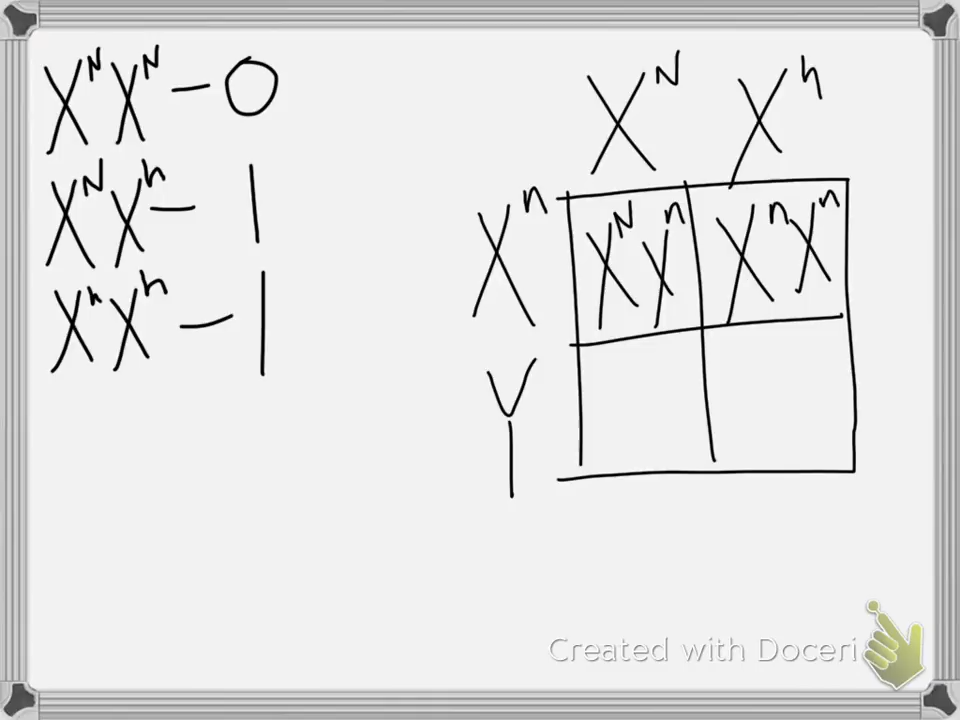 XᴺXᴺ – 0
XᴺXⁿ – 1
XⁿXⁿ – 1
Xᴺ Xⁿ
Xⁿ XᴺXⁿ XⁿXⁿ
Y
Created with Doceri